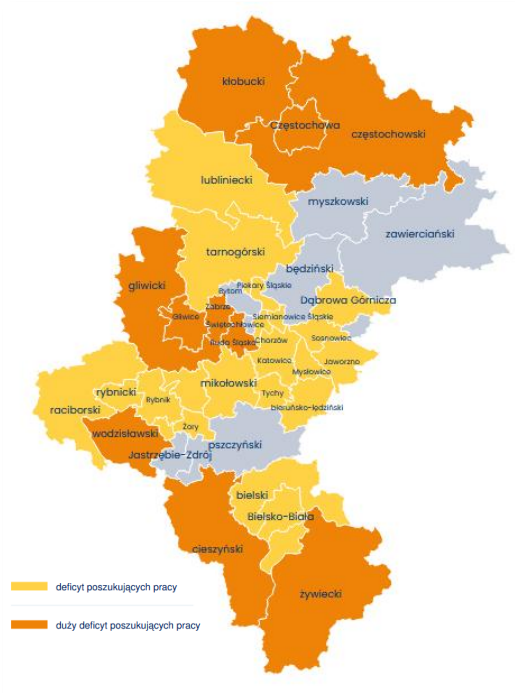 kłobucki
Częstochowa
częstochowski
lubliniecki
myszkowski
zawierciański
tarnogórski
będziński
gliwicki
Piekary Śląskie
Bytom
Dąbrowa Górnicza
Zabrze
Gliwice
Siemianowice Śląskie
Świętochłowice
Sosnowiec
Chorzów
Ruda Śląska
Katowice
Jaworzno
Mysłowice
mikołowski
rybnicki
Tychy
Rybnik
raciborski
bieruńsko-lędziński
Żory
wodzisławski
pszczyński
Jastrzębie-Zdrój
bielski
Bielsko-Biała
cieszyński
deficyt poszukujących pracy
żywiecki
duży deficyt poszukujących pracy